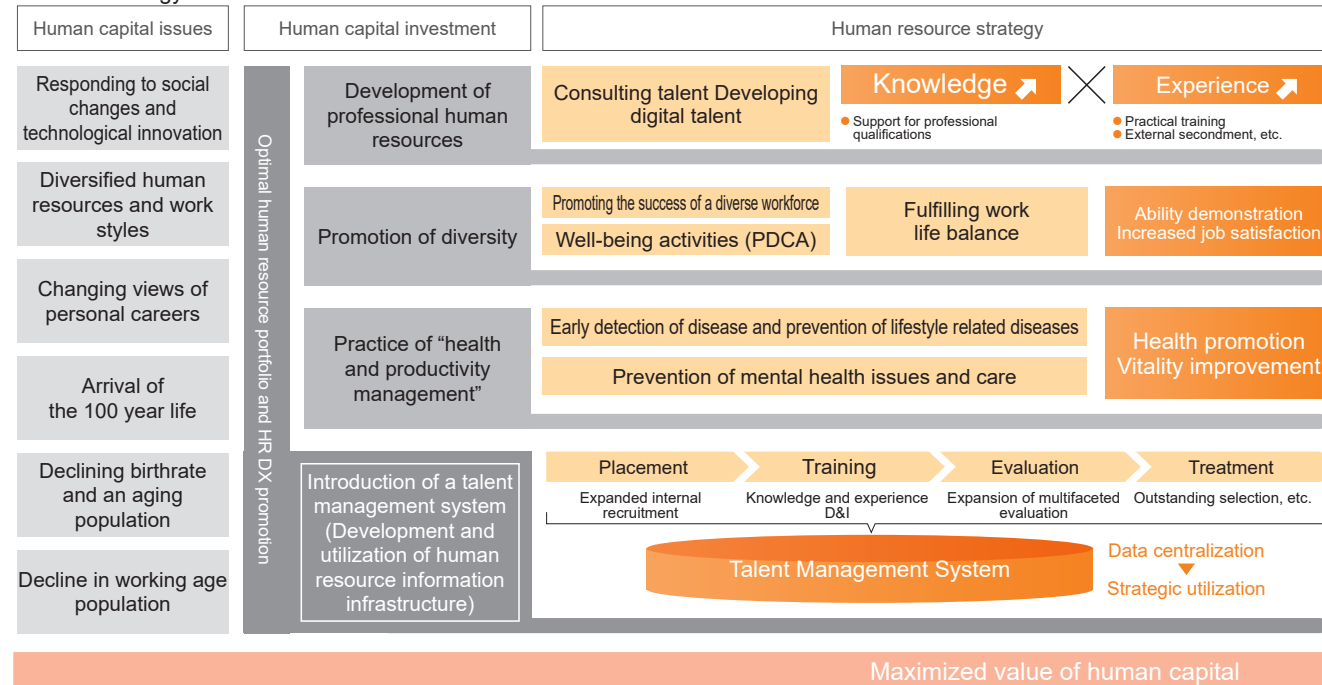 Human capital issues
Human capital investment
Human resource strategy
Responding to social
changes and
technological innovation
Diversified human
resources and work
styles
Changing views of
personal careers
Arrival of
the 100 year life
Declining birthrate
and an aging
population
Decline in working age
population
Optimal human resource portfolio and HR DX promotion
Development of
professional human
resources
Consulting talent Developing
digital talent
Knowledge
● Support for professional
qualifications
Experience
● Practical training
● External secondment, etc.
Promotion of diversity
Promoting the success of a diverse workforce
Well-being activities (PDCA)
Fulfilling work
life balance
Ability demonstration
Increased job satisfaction
Practice of “health
and productivity
management”
Early detection of disease and prevention of lifestyle related diseases
Prevention of mental health issues and care
Health promotion
Vitality improvement
Introduction of a talent
management system
(Development and
utilization of human
resource information
infrastructure)
Placement
Training
Evaluation
Treatment
Expanded internal
recruitment
Knowledge and experience
D&I
Expansion of multifaceted
evaluation
Outstanding selection, etc.
Talent Management System
Data centralization
Strategic utilization
Maximized value of human capital